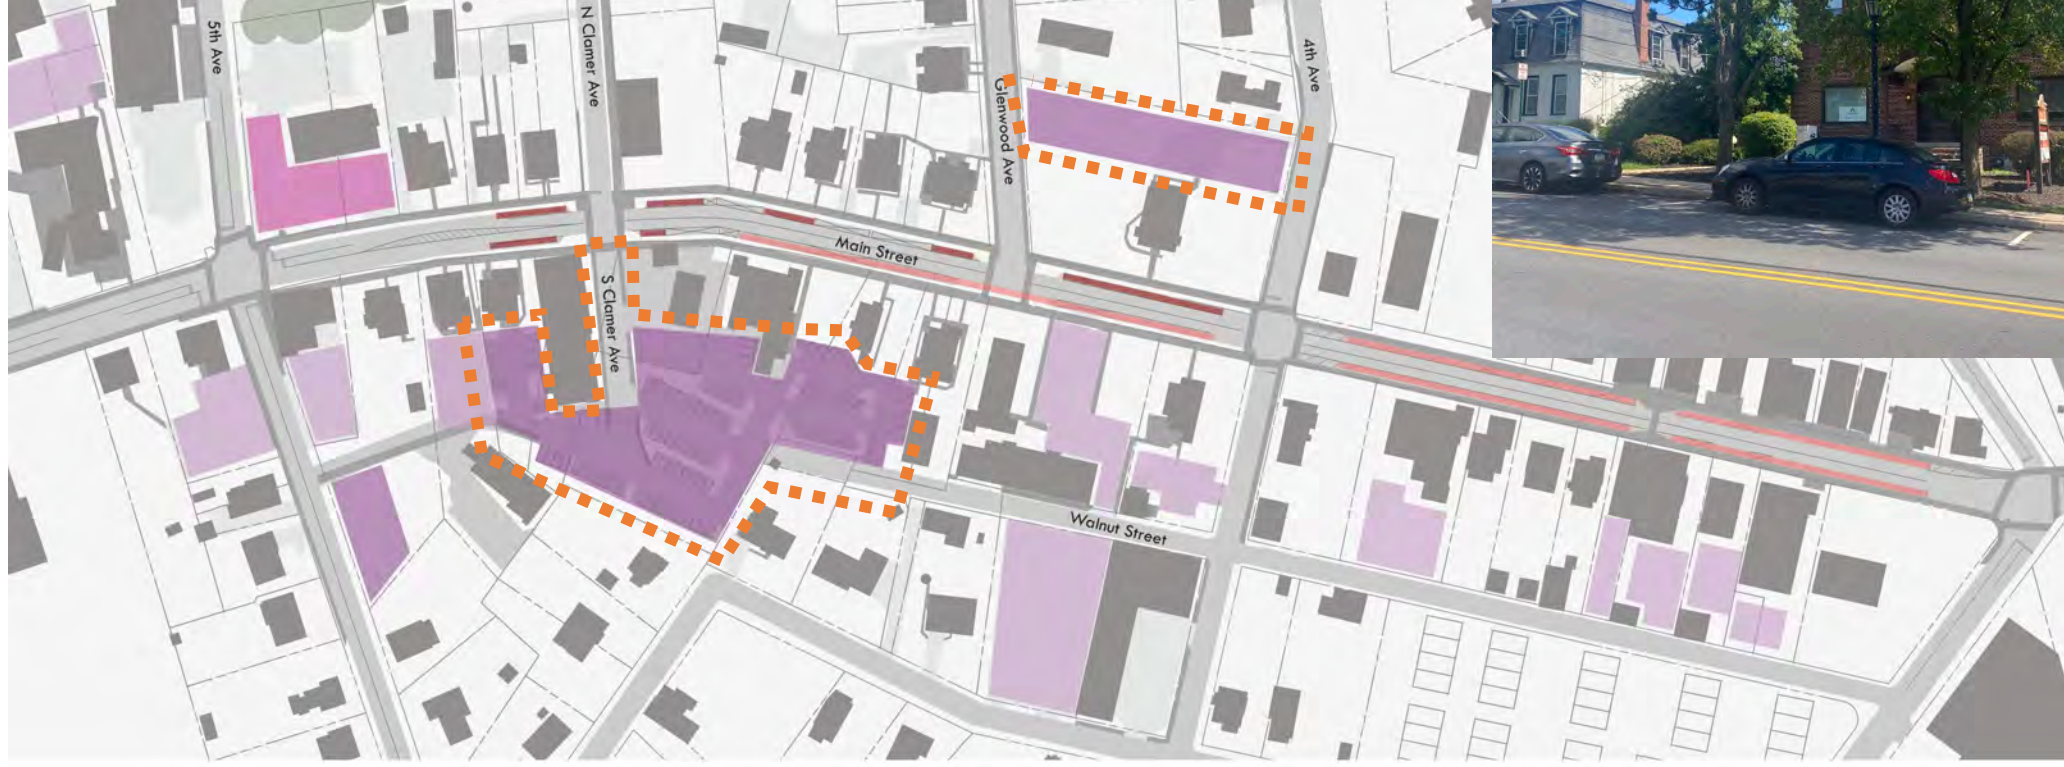 5th Ave
N Clamer Ave
Glenwood Ave
4th Ave
Main Street
S Clamer Ave
Walnut Street